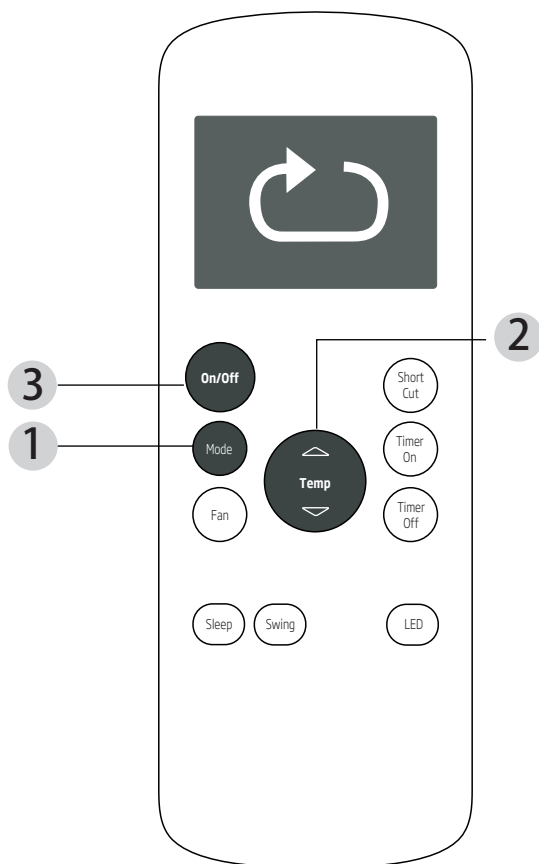 2
3
On/Off
Short
Cut
1
Mode
Timer
On
Temp
Fan
Timer
Off
Sleep
Swing
LED